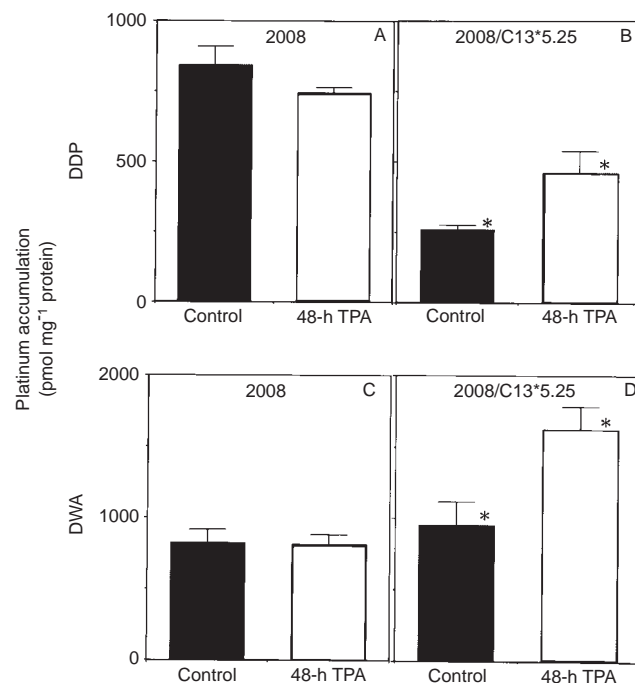 Platinum accumulation
(pmol mg⁻¹ protein)
DDP
1000
500
0
2008
A
Control
48-h TPA
2008/C13*5.25
B
*
*
Control
48-h TPA
DWA
2000
1000
0
2008
C
Control
48-h TPA
2008/C13*5.25
D
*
*
Control
48-h TPA